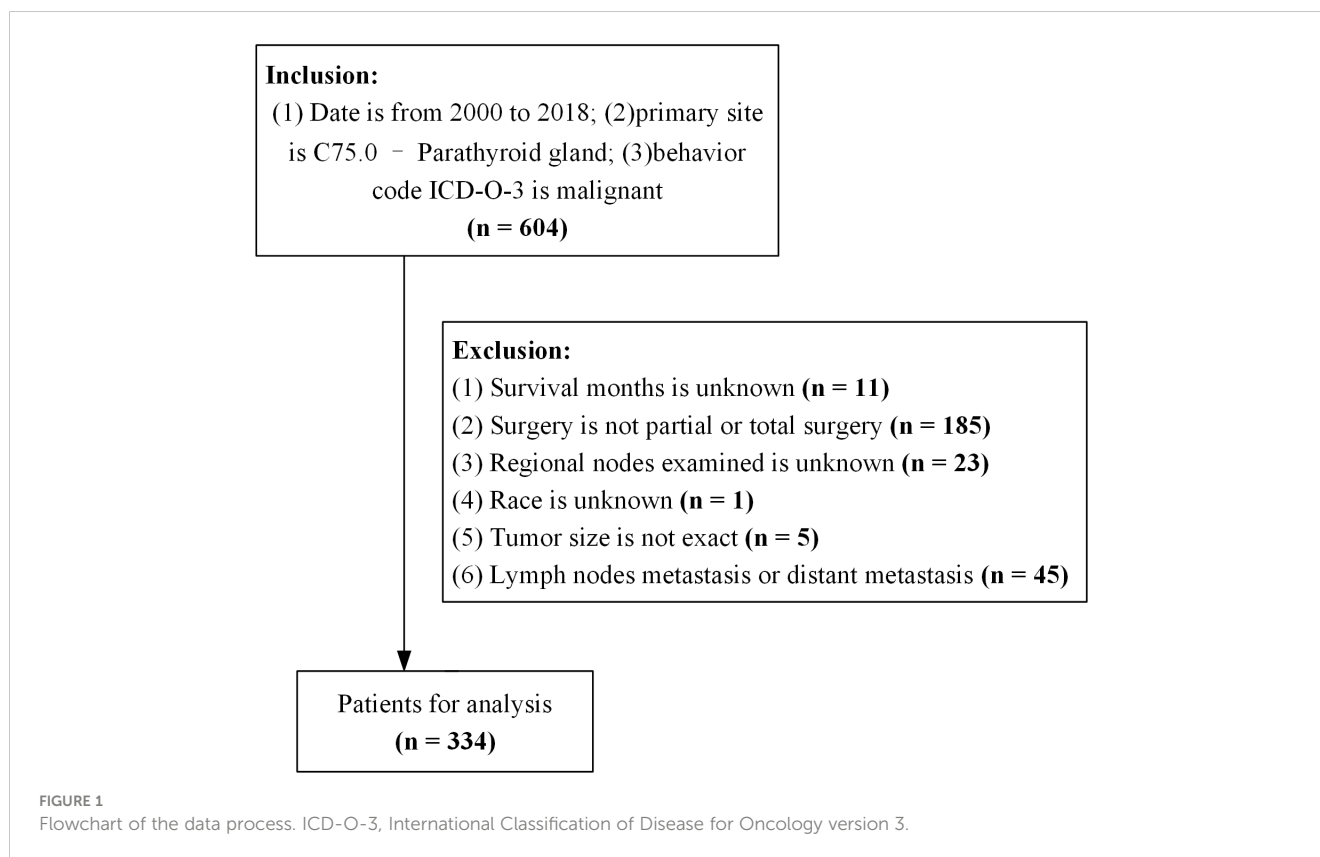 Inclusion:
(1) Date is from 2000 to 2018; (2)primary site
is C75.0 － Parathyroid gland; (3)behavior
code ICD-O-3 is malignant
(n = 604)
Exclusion:
(1) Survival months is unknown (n = 11)
(2) Surgery is not partial or total surgery (n = 185)
(3) Regional nodes examined is unknown (n = 23)
(4) Race is unknown (n = 1)
(5) Tumor size is not exact (n = 5)
(6) Lymph nodes metastasis or distant metastasis (n = 45)
Patients for analysis
(n = 334)
FIGURE 1
Flowchart of the data process. ICD-O-3, International Classification of Disease for Oncology version 3.